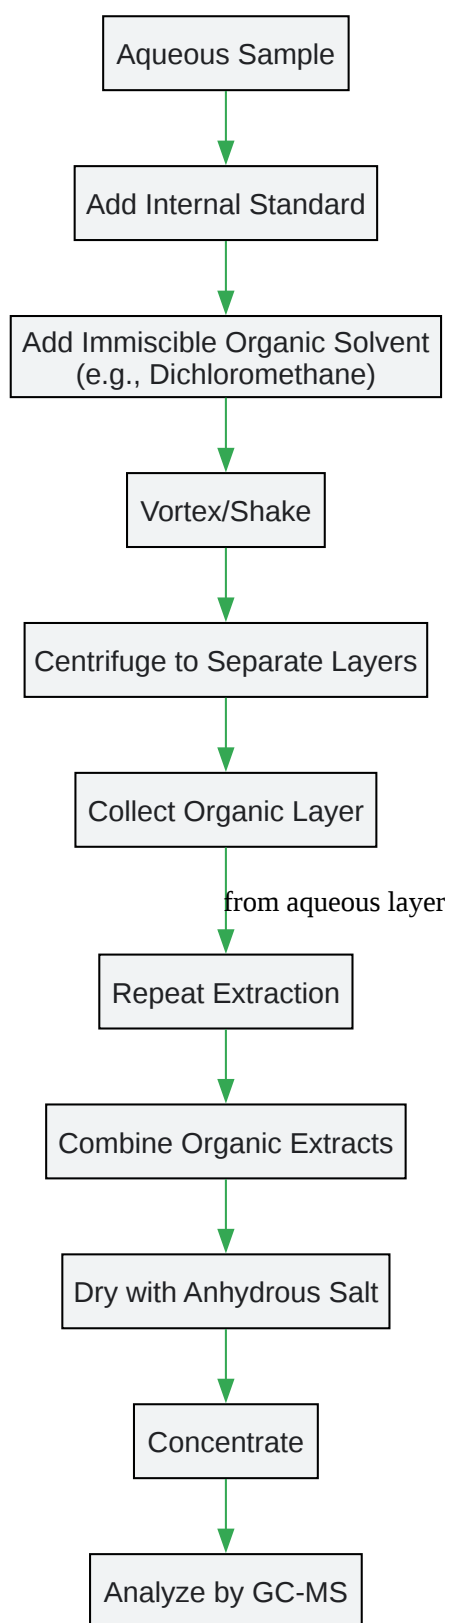 Aqueous Sample
Add Internal Standard
Add Immiscible Organic Solvent
(e.g., Dichloromethane)
Vortex/Shake
Centrifuge to Separate Layers
Collect Organic Layer
from aqueous layer
Repeat Extraction
Combine Organic Extracts
Dry with Anhydrous Salt
Concentrate
Analyze by GC-MS